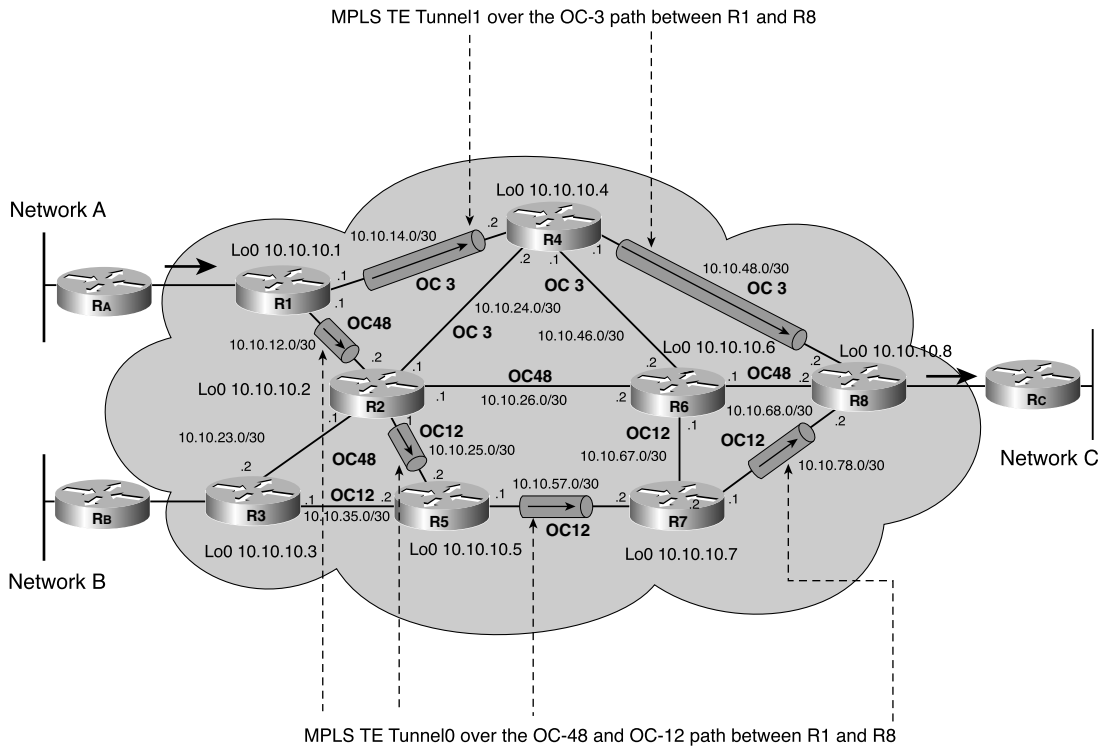 MPLS TE Tunnel1 over the OC-3 path between R1 and R8
Lo0 10.10.10.4
Network A
10.10.14.0/30
.2
R4
Lo0 10.10.10.1
.1
.2
.1
.1
10.10.48.0/30
OC 3
OC 3
OC 3
RA
R1
.1
10.10.24.0/30
OC48
OC 3
10.10.46.0/30
10.10.12.0/30
.2
Lo0 10.10.10.6
Lo0 10.10.10.8
.1
.2
.2
OC48
.1
.2
Lo0 10.10.10.2
R2
.1
OC48
10.10.26.0/30
.2
R6
R8
RC
10.10.68.0/30
.1
.1
OC12
OC12
.1
OC12
.2
10.10.23.0/30
10.10.25.0/30
10.10.67.0/30
OC48
10.10.78.0/30
Network C
.2
.2
10.10.57.0/30
RB
R3
.1
OC12
.2
R5
.1
.2
R7
.2
.1
10.10.35.0/30
OC12
Lo0 10.10.10.3
Lo0 10.10.10.5
Lo0 10.10.10.7
Network B
MPLS TE Tunnel0 over the OC-48 and OC-12 path between R1 and R8